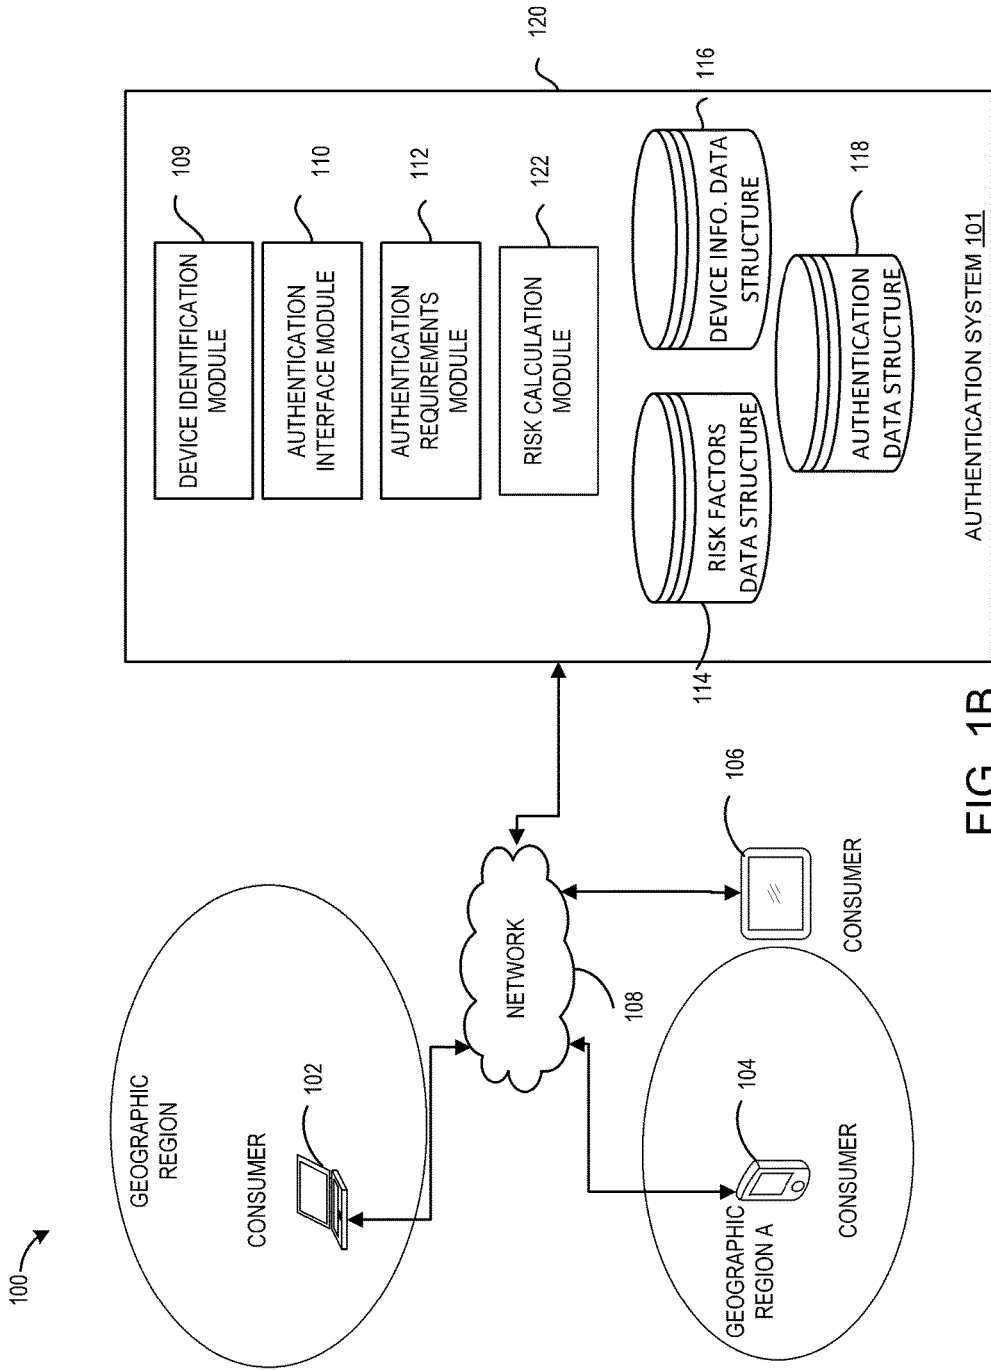 100
GEOGRAPHIC
REGION
CONSUMER
102
GEOGRAPHIC
REGION A
CONSUMER
104
NETWORK
108
CONSUMER
106
DEVICE IDENTIFICATION
MODULE
109
AUTHENTICATION
INTERFACE MODULE
110
AUTHENTICATION
REQUIREMENTS
MODULE
112
RISK CALCULATION
MODULE
122
120
RISK FACTORS
DATA STRUCTURE
114
DEVICE INFO. DATA
STRUCTURE
116
AUTHENTICATION
DATA STRUCTURE
118
AUTHENTICATION SYSTEM 101
FIG. 1B